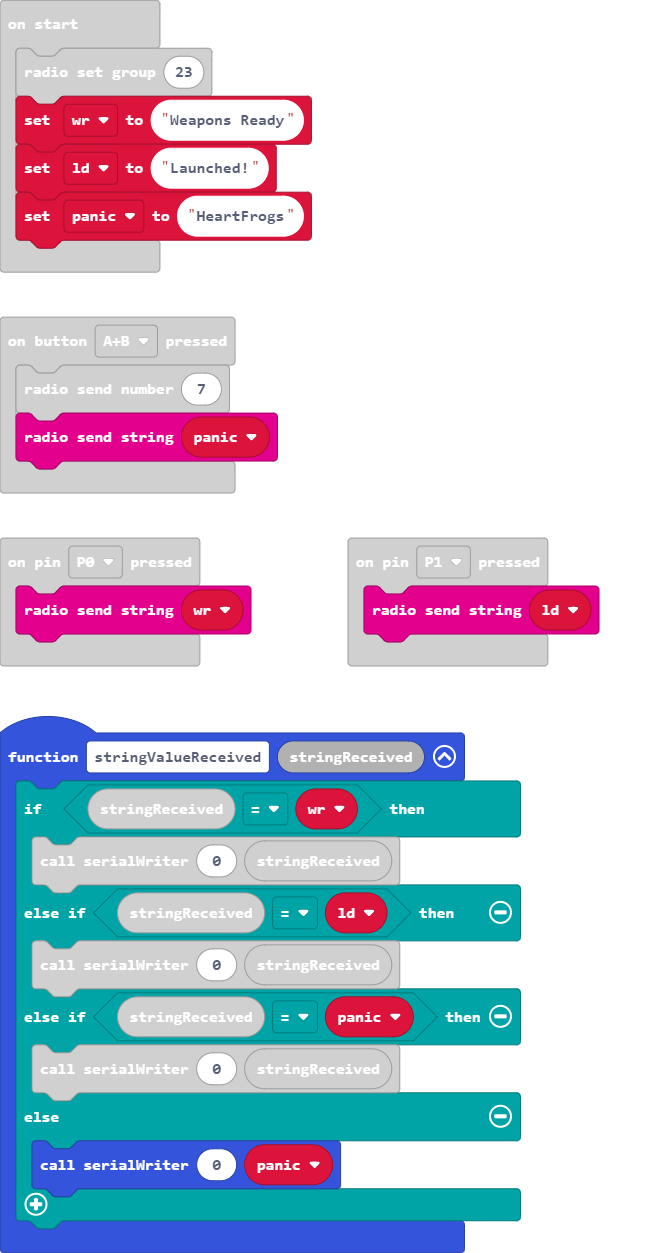 on start
radio set group 23
set wr to "Weapons Ready"
set ld to "Launched!"
set panic to "HeartFrogs"
on button A+B pressed
radio send number 7
radio send string panic
on pin P0 pressed
radio send string wr
on pin P1 pressed
radio send string ld
function stringValueReceived stringReceived
if stringReceived = wr then
call serialWriter 0 stringReceived
else if stringReceived = ld then
call serialWriter 0 stringReceived
else if stringReceived = panic then
call serialWriter 0 stringReceived
else
call serialWriter 0 panic